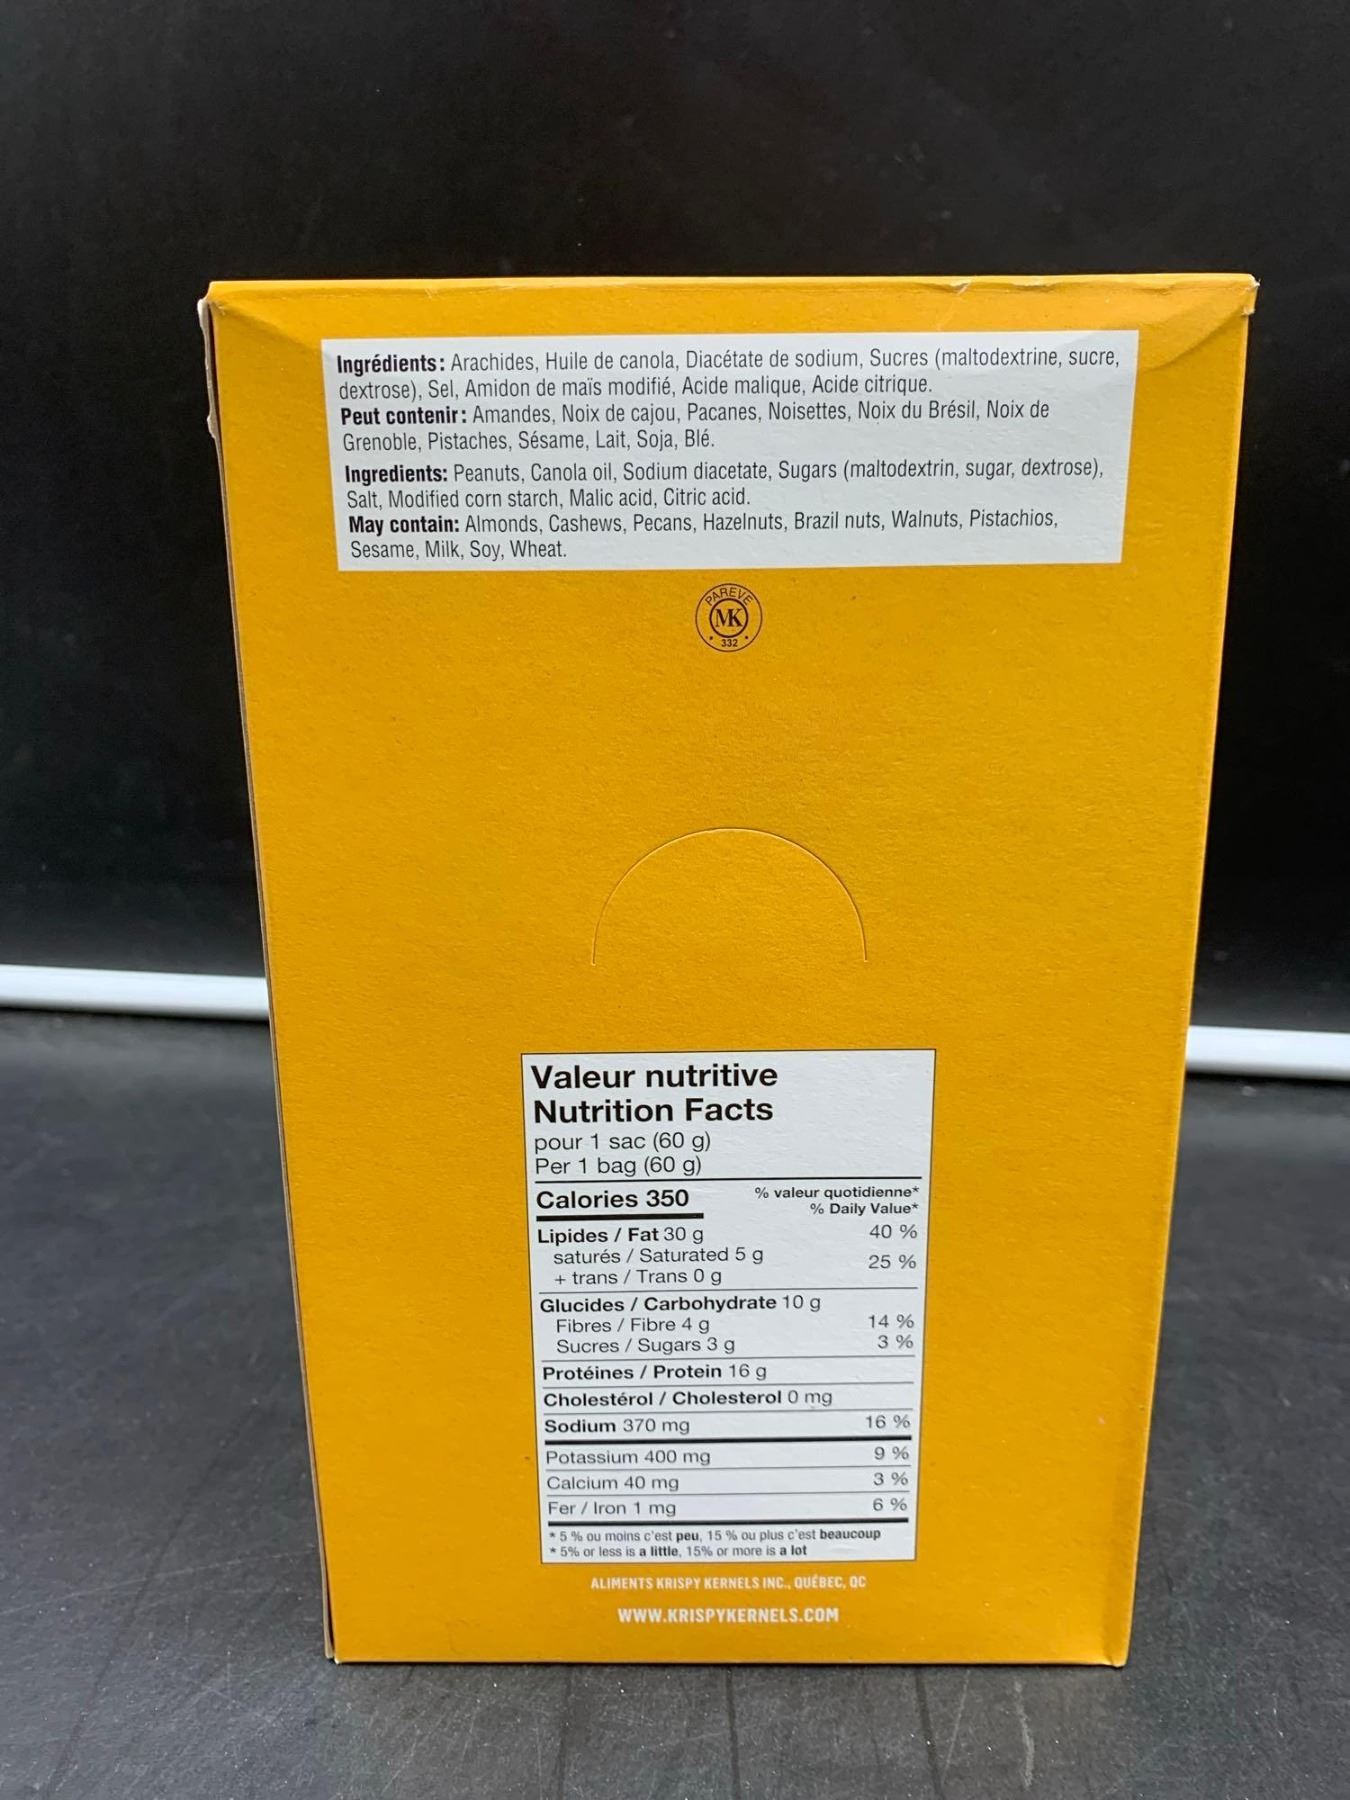 Ingrédients: Arachides, Huile de canola, Diacétate de sodium, Sucres (maltodextrine, sucre,
dextrose), Sel, Amidon de maïs modifié, Acide malique, Acide citrique.
Peut contenir: Amandes, Noix de cajou, Pacanes, Noisettes, Noix du Brésil, Noix de
Grenoble, Pistaches, Sésame, Lait, Soja, Blé.
Ingredients: Peanuts, Canola oil, Sodium diacetate, Sugars (maltodextrin, sugar, dextrose),
Salt, Modified corn starch, Malic acid, Citric acid.
May contain: Almonds, Cashews, Pecans, Hazelnuts, Brazil nuts, Walnuts, Pistachios,
Sesame, Milk, Soy, Wheat.
PAREVE
MK
• 332 •
Valeur nutritive
Nutrition Facts
pour 1 sac (60 g)
Per 1 bag (60 g)
Calories 350
% valeur quotidienne*
% Daily Value*
Lipides / Fat 30 g 40 %
saturés / Saturated 5 g
+ trans / Trans 0 g 25 %
Glucides / Carbohydrate 10 g
Fibres / Fibre 4 g 14 %
Sucres / Sugars 3 g 3 %
Protéines / Protein 16 g
Cholestérol / Cholesterol 0 mg
Sodium 370 mg 16 %
Potassium 400 mg 9 %
Calcium 40 mg 3 %
Fer / Iron 1 mg 6 %
* 5 % ou moins c'est peu, 15 % ou plus c'est beaucoup
* 5% or less is a little, 15% or more is a lot
ALIMENTS KRISPY KERNELS INC., QUÉBEC, QC
WWW.KRISPYKERNELS.COM